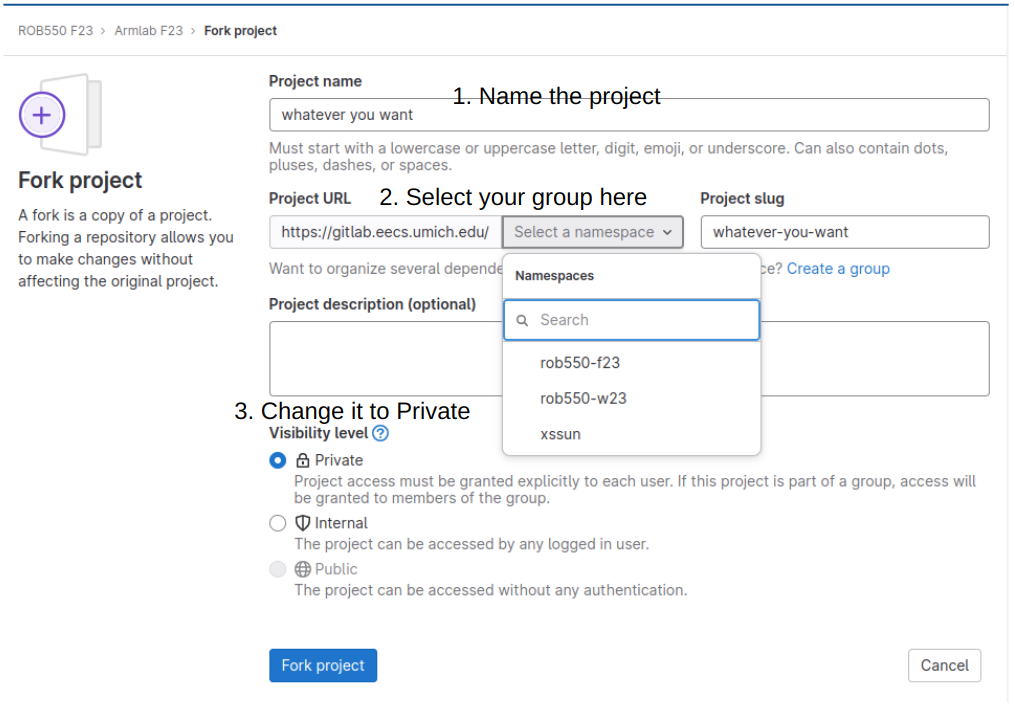 ROB550 F23 › Armlab F23 › Fork project
Fork project
A fork is a copy of a project.
Forking a repository allows you
to make changes without
affecting the original project.
Project name
1. Name the project
whatever you want
Must start with a lowercase or uppercase letter, digit, emoji, or underscore. Can also contain dots,
pluses, dashes, or spaces.
Project URL
2. Select your group here
Project slug
https://gitlab.eecs.umich.edu/
Select a namespace
whatever-you-want
Want to organize several depende
ce? Create a group
Namespaces
Search
rob550-f23
rob550-w23
xssun
Project description (optional)
3. Change it to Private
Visibility level ?
Private
Project access must be granted explicitly to each user. If this project is part of a group, access will
be granted to members of the group.
Internal
The project can be accessed by any logged in user.
Public
The project can be accessed without any authentication.
Fork project
Cancel